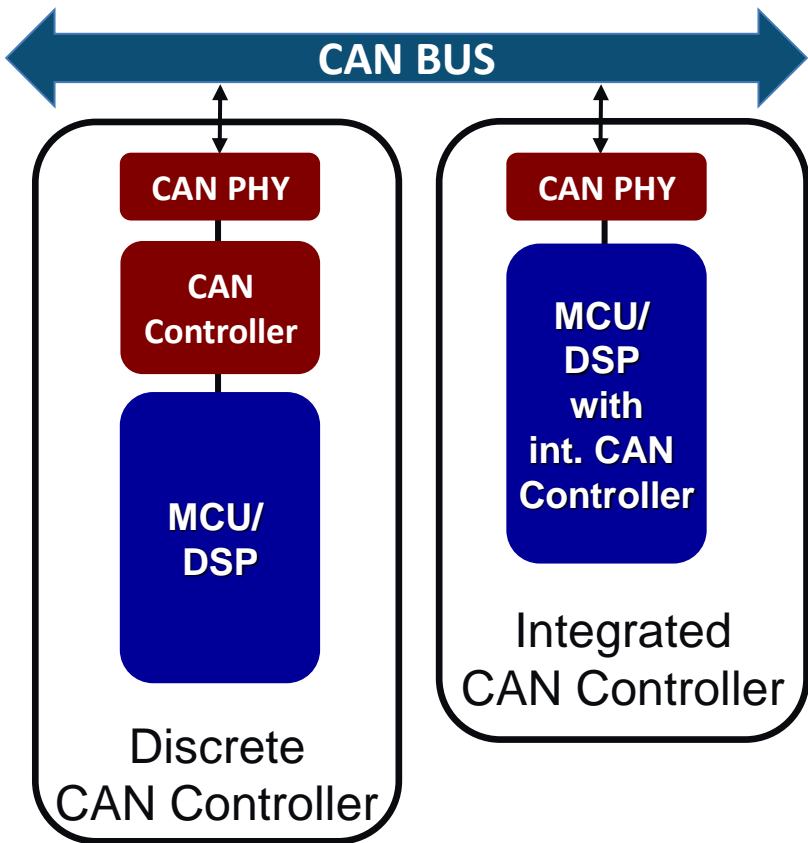 CAN BUS
CAN PHY
CAN
Controller
MCU/
DSP
Discrete
CAN Controller
CAN PHY
MCU/
DSP
with
int. CAN
Controller
Integrated
CAN Controller